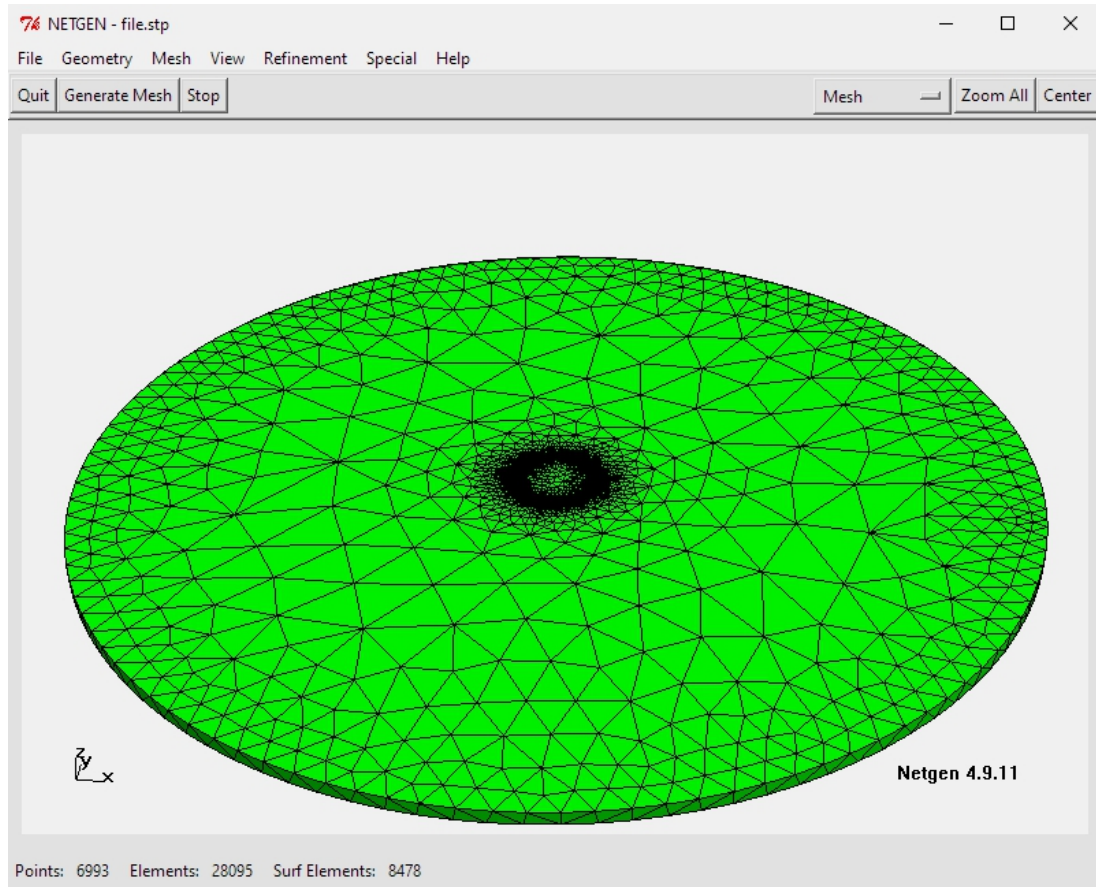 NETGEN - file.stp
File Geometry Mesh View Refinement Special Help
Quit Generate Mesh Stop Mesh Zoom All Center
z
y
x
Netgen 4.9.11
Points: 6993 Elements: 28095 Surf Elements: 8478